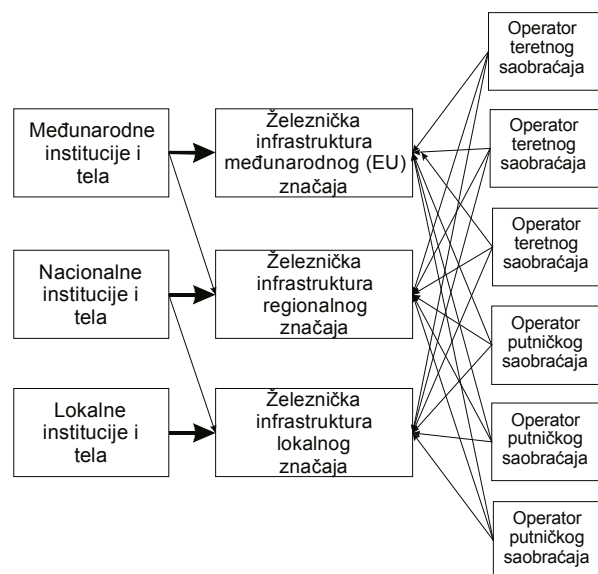 Međunarodne
institucije i
tela
Nacionalne
institucije i
tela
Lokalne
institucije i
tela
Železnička
infrastruktura
međunarodnog (EU)
značaja
Železnička
infrastruktura
regionalnog
značaja
Železnička
infrastruktura
lokalnog
značaja
Operator
teretnog
saobraćaja
Operator
teretnog
saobraćaja
Operator
teretnog
saobraćaja
Operator
putničkog
saobraćaja
Operator
putničkog
saobraćaja
Operator
putničkog
saobraćaja